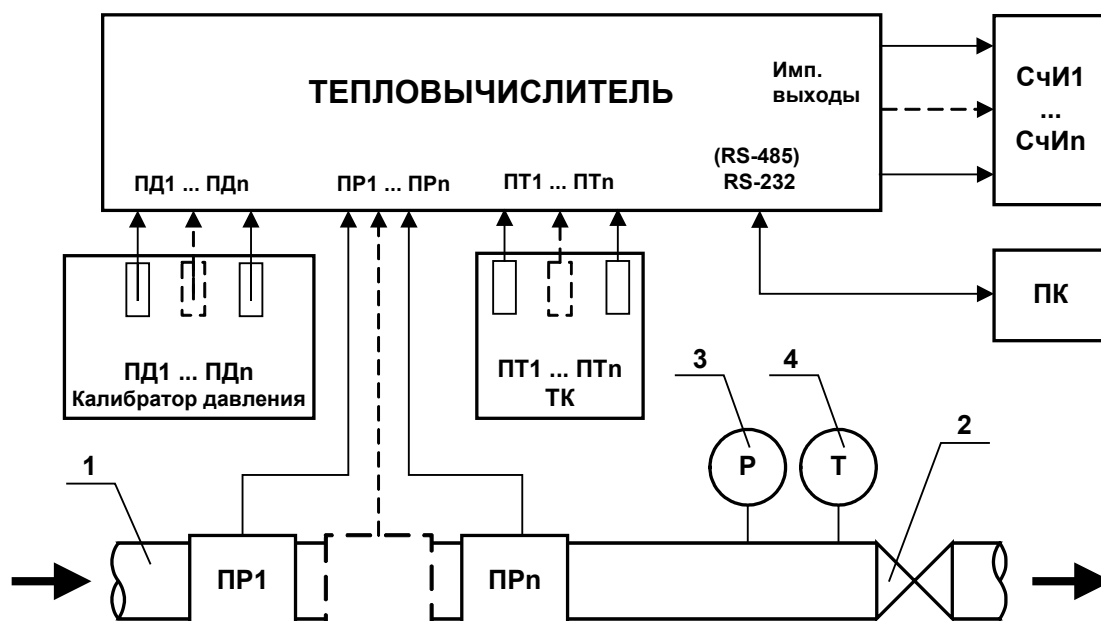 ТЕПЛОВЫЧИСЛИТЕЛЬ
Имп.
выходы
СчИ1
...
СчИn
(RS-485)
RS-232
ПД1 ... ПДn
ПР1 ... ПРn
ПТ1 ... ПТn
ПК
ПД1 ... ПДn
Калибратор давления
ПТ1 ... ПТn
ТК
3
4
2
1
P
T
ПР1
ПРn